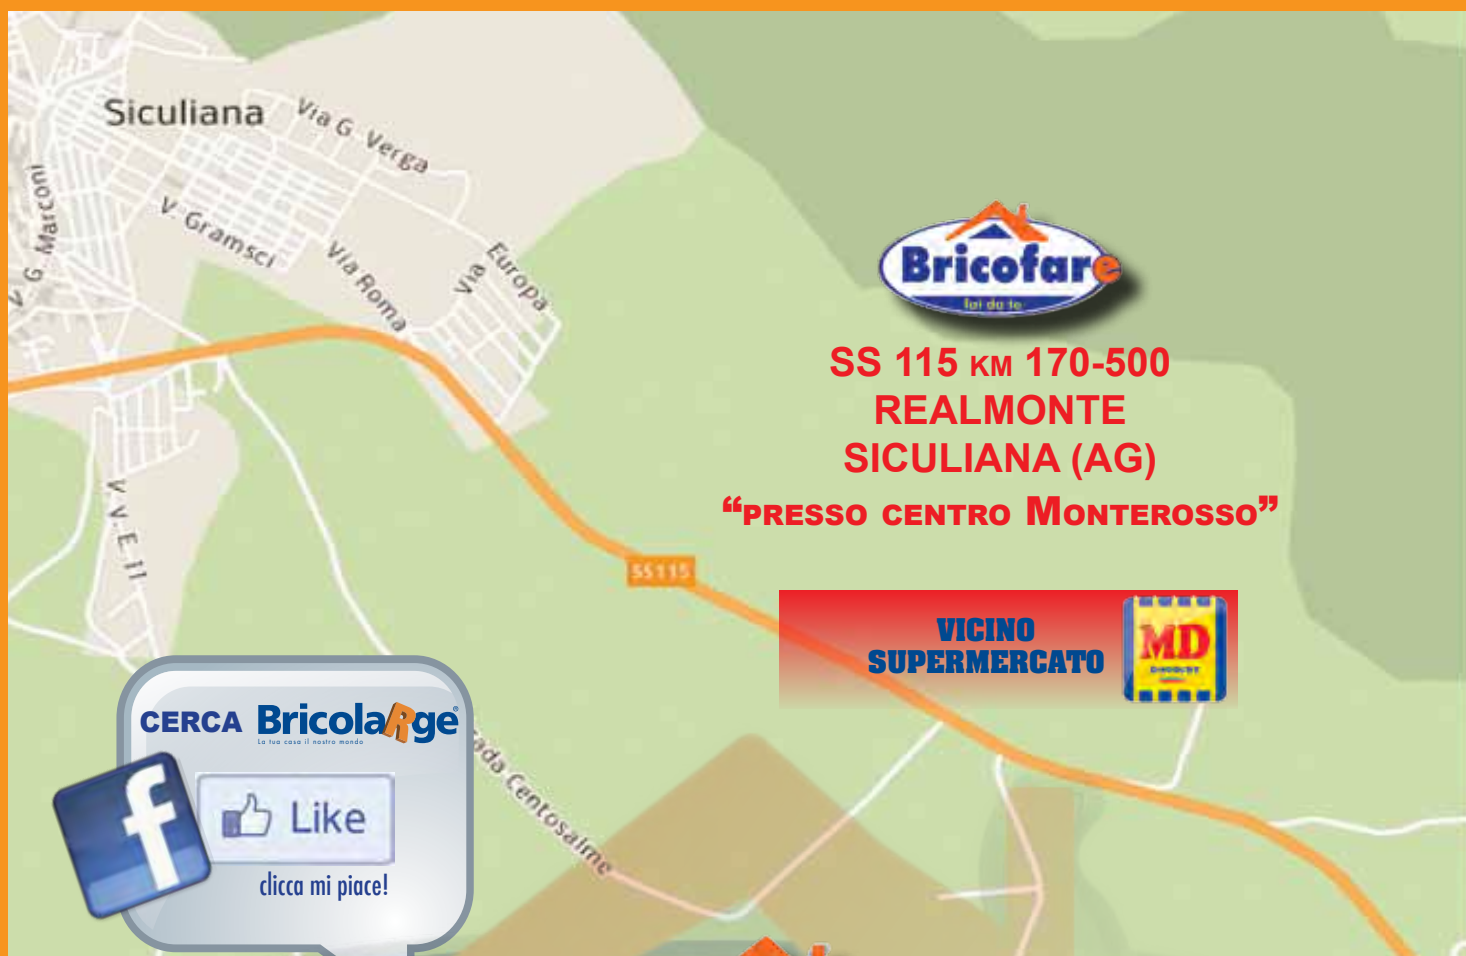 Siculiana
Via G. Verga
V. G. Marconi
V. Gramsci
Via Roma
Via Europa
Bricofare
fai da te
SS 115 KM 170-500
REALMONTE
SICULIANA (AG)
“PRESSO CENTRO MONTEROSSO”
V. V. E. II
SS115
VICINO
SUPERMERCATO
MD
DISCOUNT
CERCA BricolaRge®
La tua casa il nostro mondo
ada Centosalme
f
Like
clicca mi piace!